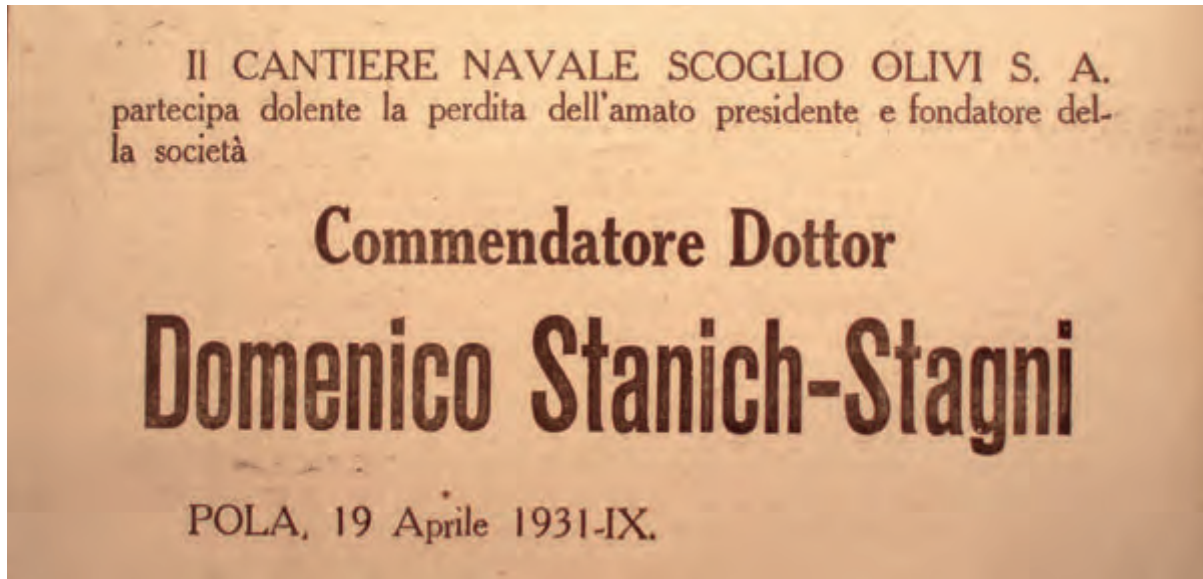 Il CANTIERE NAVALE SCOGLIO OLIVI S. A.
partecipa dolente la perdita dell'amato presidente e fondatore del-
la società
Commendatore Dottor
Domenico Stanich-Stagni
POLA, 19 Aprile 1931-IX.